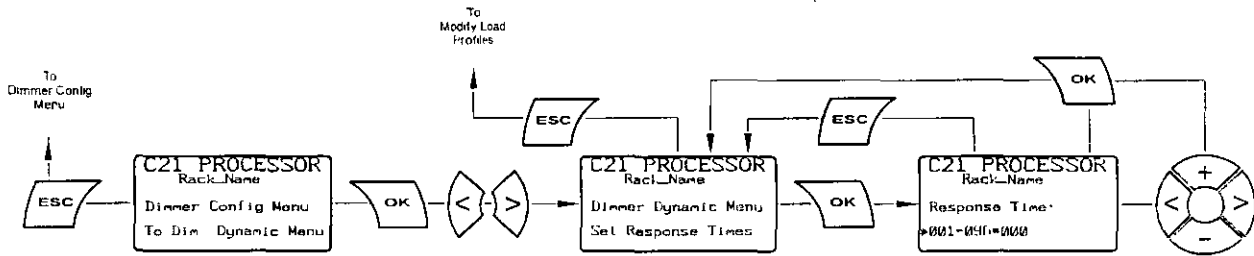 To
Modify Load
Profiles
To
Dimmer Config
Menu
OK
ESC
ESC
C21 PROCESSOR
Rack_Name
Dimmer Config Menu
To Dim Dynamic Menu
ESC
OK
< >
C21 PROCESSOR
Rack_Name
Dimmer Dynamic Menu
Set Response Times
OK
C21 PROCESSOR
Rack_Name
Response Time:
>001-096=000
+
< >
-